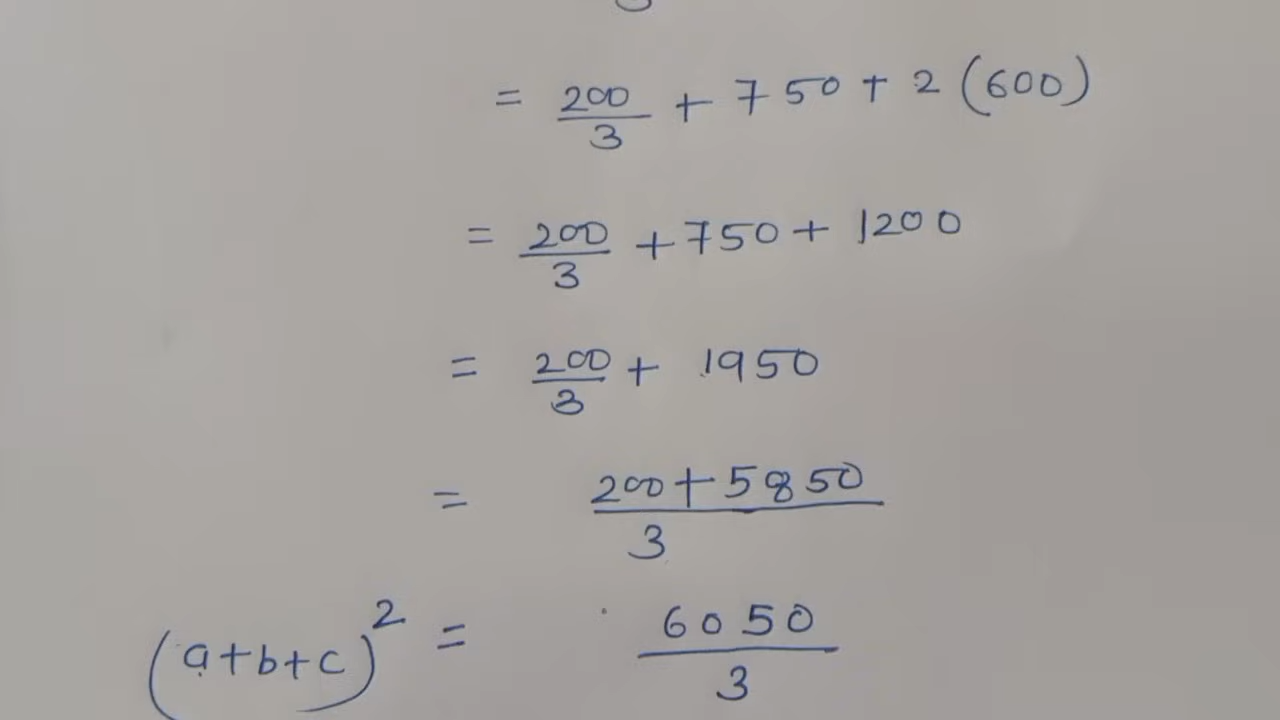 = 200/3 + 750 + 2 (600)
= 200/3 + 750 + 1200
= 200/3 + 1950
= 200+5850/3
(a+b+c)² = 6050/3